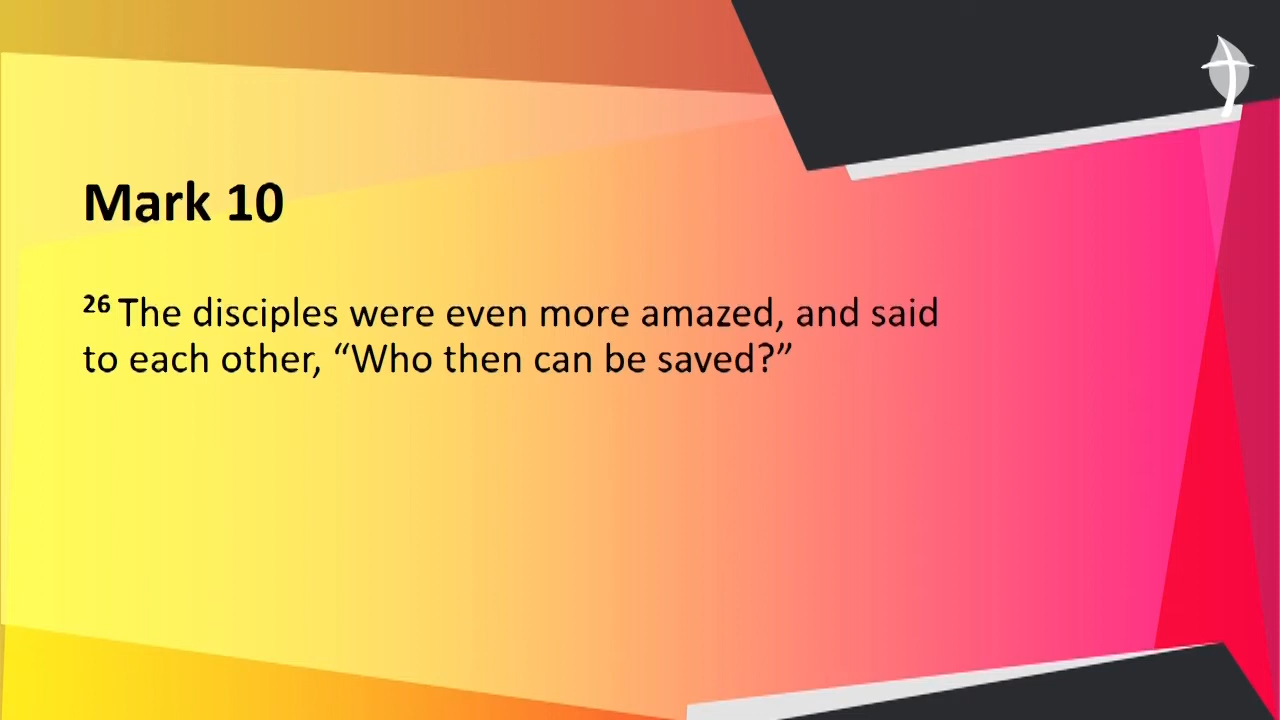 Mark 10
26 The disciples were even more amazed, and said
to each other, “Who then can be saved?”